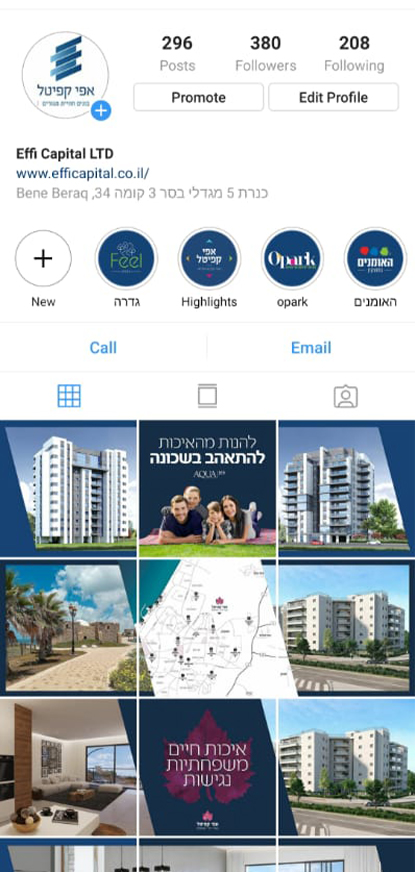 296
380
208
Posts
Followers
Following
אפי קפיטל
בונים חוויית מגורים
Promote
Edit Profile
Effi Capital LTD
www.efficapital.co.il/
כנרת 5 מגדלי בסר 3 קומה 34, Bene Beraq
Feel
אפי
קפיטל
Opark
האומנים
New
גדרה
Highlights
opark
האומנים
Call
Email
להנות מהאיכות
להתאהב בשכונה
AQUA
איכות חיים
משפחתיות
נגישות
אפי קפיטל